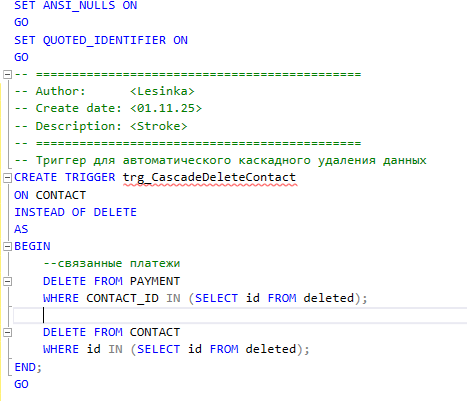 SET ANSI_NULLS ON
GO
SET QUOTED_IDENTIFIER ON
GO
-- =============================================
-- Author:      <Lesinka>
-- Create date: <01.11.25>
-- Description: <Stroke>
-- =============================================
-- Триггер для автоматического каскадного удаления данных
CREATE TRIGGER trg_CascadeDeleteContact
ON CONTACT
INSTEAD OF DELETE
AS
BEGIN
    --связанные платежи
    DELETE FROM PAYMENT
    WHERE CONTACT_ID IN (SELECT id FROM deleted);

    DELETE FROM CONTACT
    WHERE id IN (SELECT id FROM deleted);
END;
GO